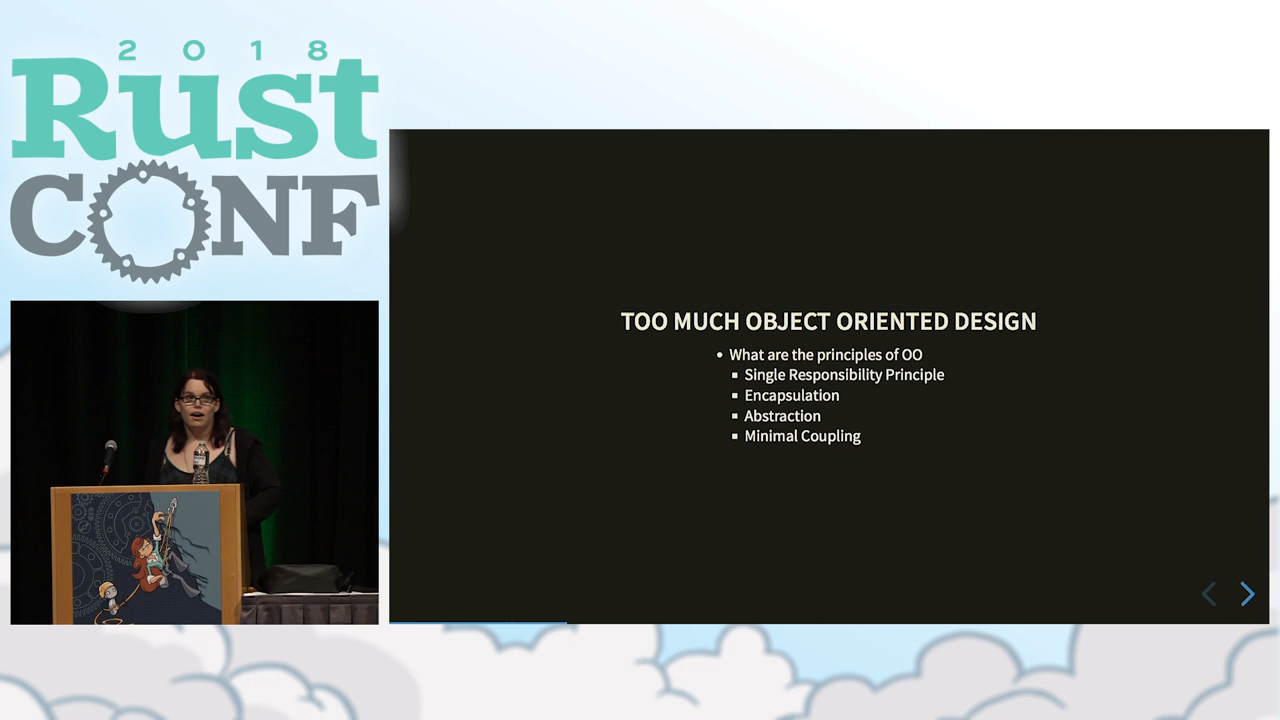 2018
Rust
CONF
TOO MUCH OBJECT ORIENTED DESIGN
• What are the principles of OO
▪ Single Responsibility Principle
▪ Encapsulation
▪ Abstraction
▪ Minimal Coupling